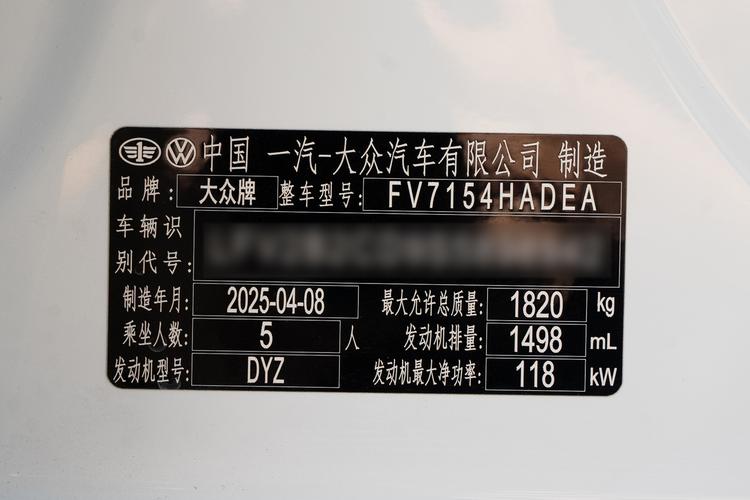 中国 一汽-大众汽车有限公司 制造
品牌: 大众牌 整车型号: FV7154HADEA
车辆识
别代号:
制造年月: 2025-04-08 最大允许总质量: 1820 kg
乘坐人数: 5 人 发动机排量: 1498 mL
发动机型号: DYZ 发动机最大净功率: 118 kW